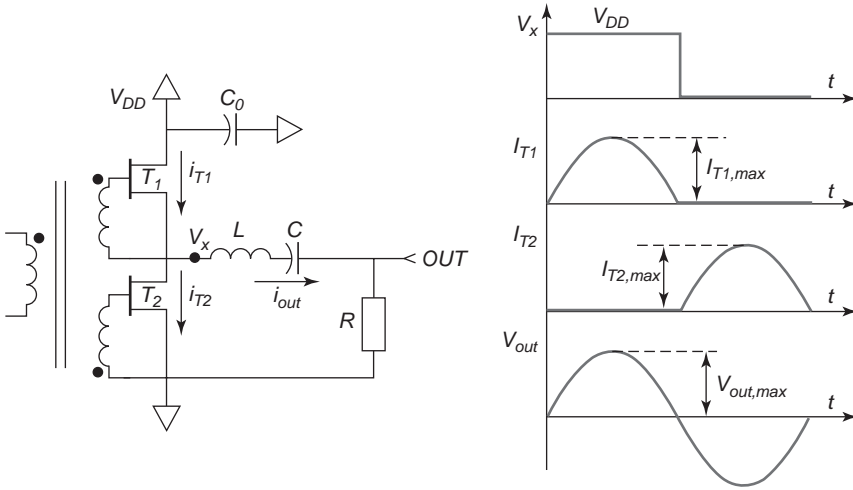 V_DD
C_0
T_1
i_T1
V_x
L
C
OUT
T_2
i_T2
i_out
R
V_x
V_DD
t
I_T1
I_T1,max
t
I_T2
I_T2,max
t
V_out
V_out,max
t